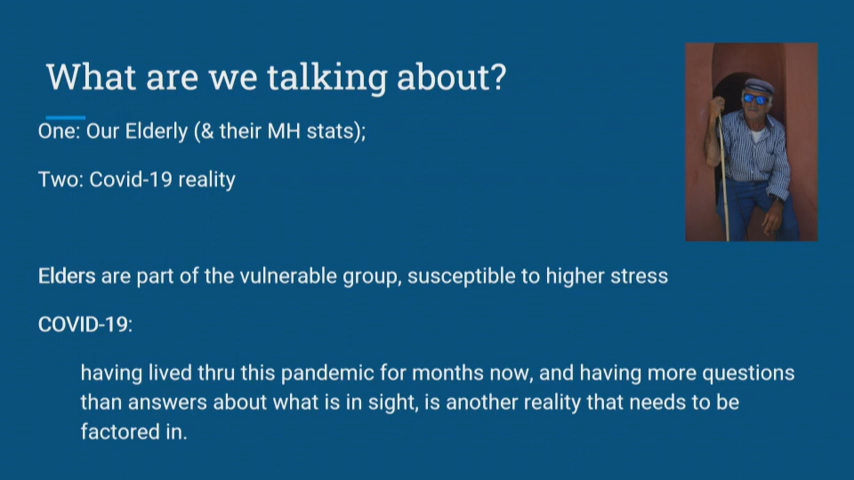 What are we talking about?
One: Our Elderly (& their MH stats);
Two: Covid-19 reality
Elders are part of the vulnerable group, susceptible to higher stress
COVID-19:
having lived thru this pandemic for months now, and having more questions
than answers about what is in sight, is another reality that needs to be
factored in.